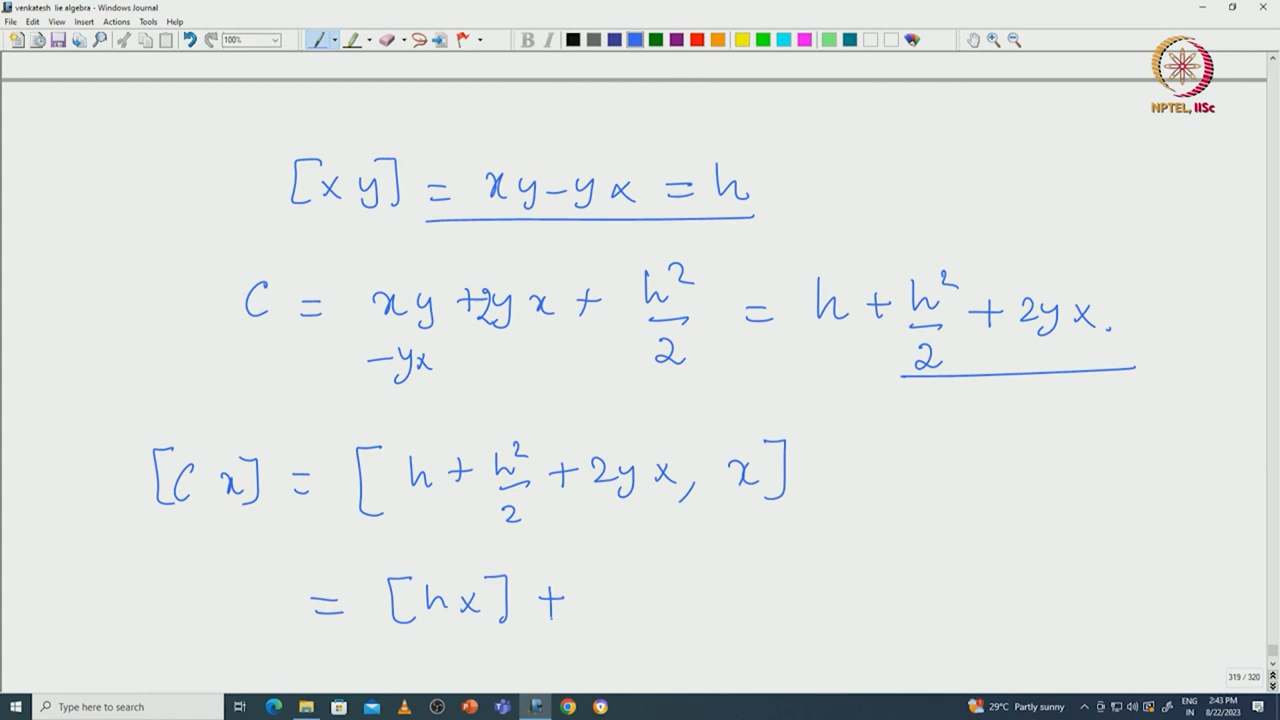 venkatesh lie algebra - Windows Journal
File Edit View Insert Actions Tools Help
100%
B I
NPTEL, IISc
[x y] = xy - yx = h
C = xy + 2yx + h²/2 = h + h²/2 + 2yx.
- yx
[C x] = [h + h²/2 + 2yx, x]
= [h x] +
319 / 320
Type here to search
29°C Partly sunny
ENG
IN
2:43 PM
8/22/2023